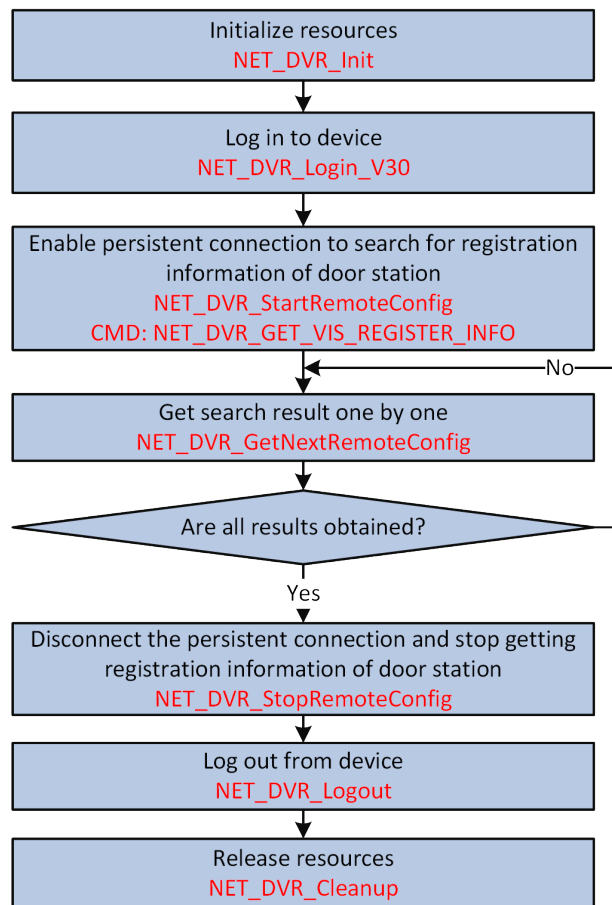 Initialize resources
NET_DVR_Init
Log in to device
NET_DVR_Login_V30
Enable persistent connection to search for registration
information of door station
NET_DVR_StartRemoteConfig
CMD: NET_DVR_GET_VIS_REGISTER_INFO
No
Get search result one by one
NET_DVR_GetNextRemoteConfig
Are all results obtained?
Yes
Disconnect the persistent connection and stop getting
registration information of door station
NET_DVR_StopRemoteConfig
Log out from device
NET_DVR_Logout
Release resources
NET_DVR_Cleanup